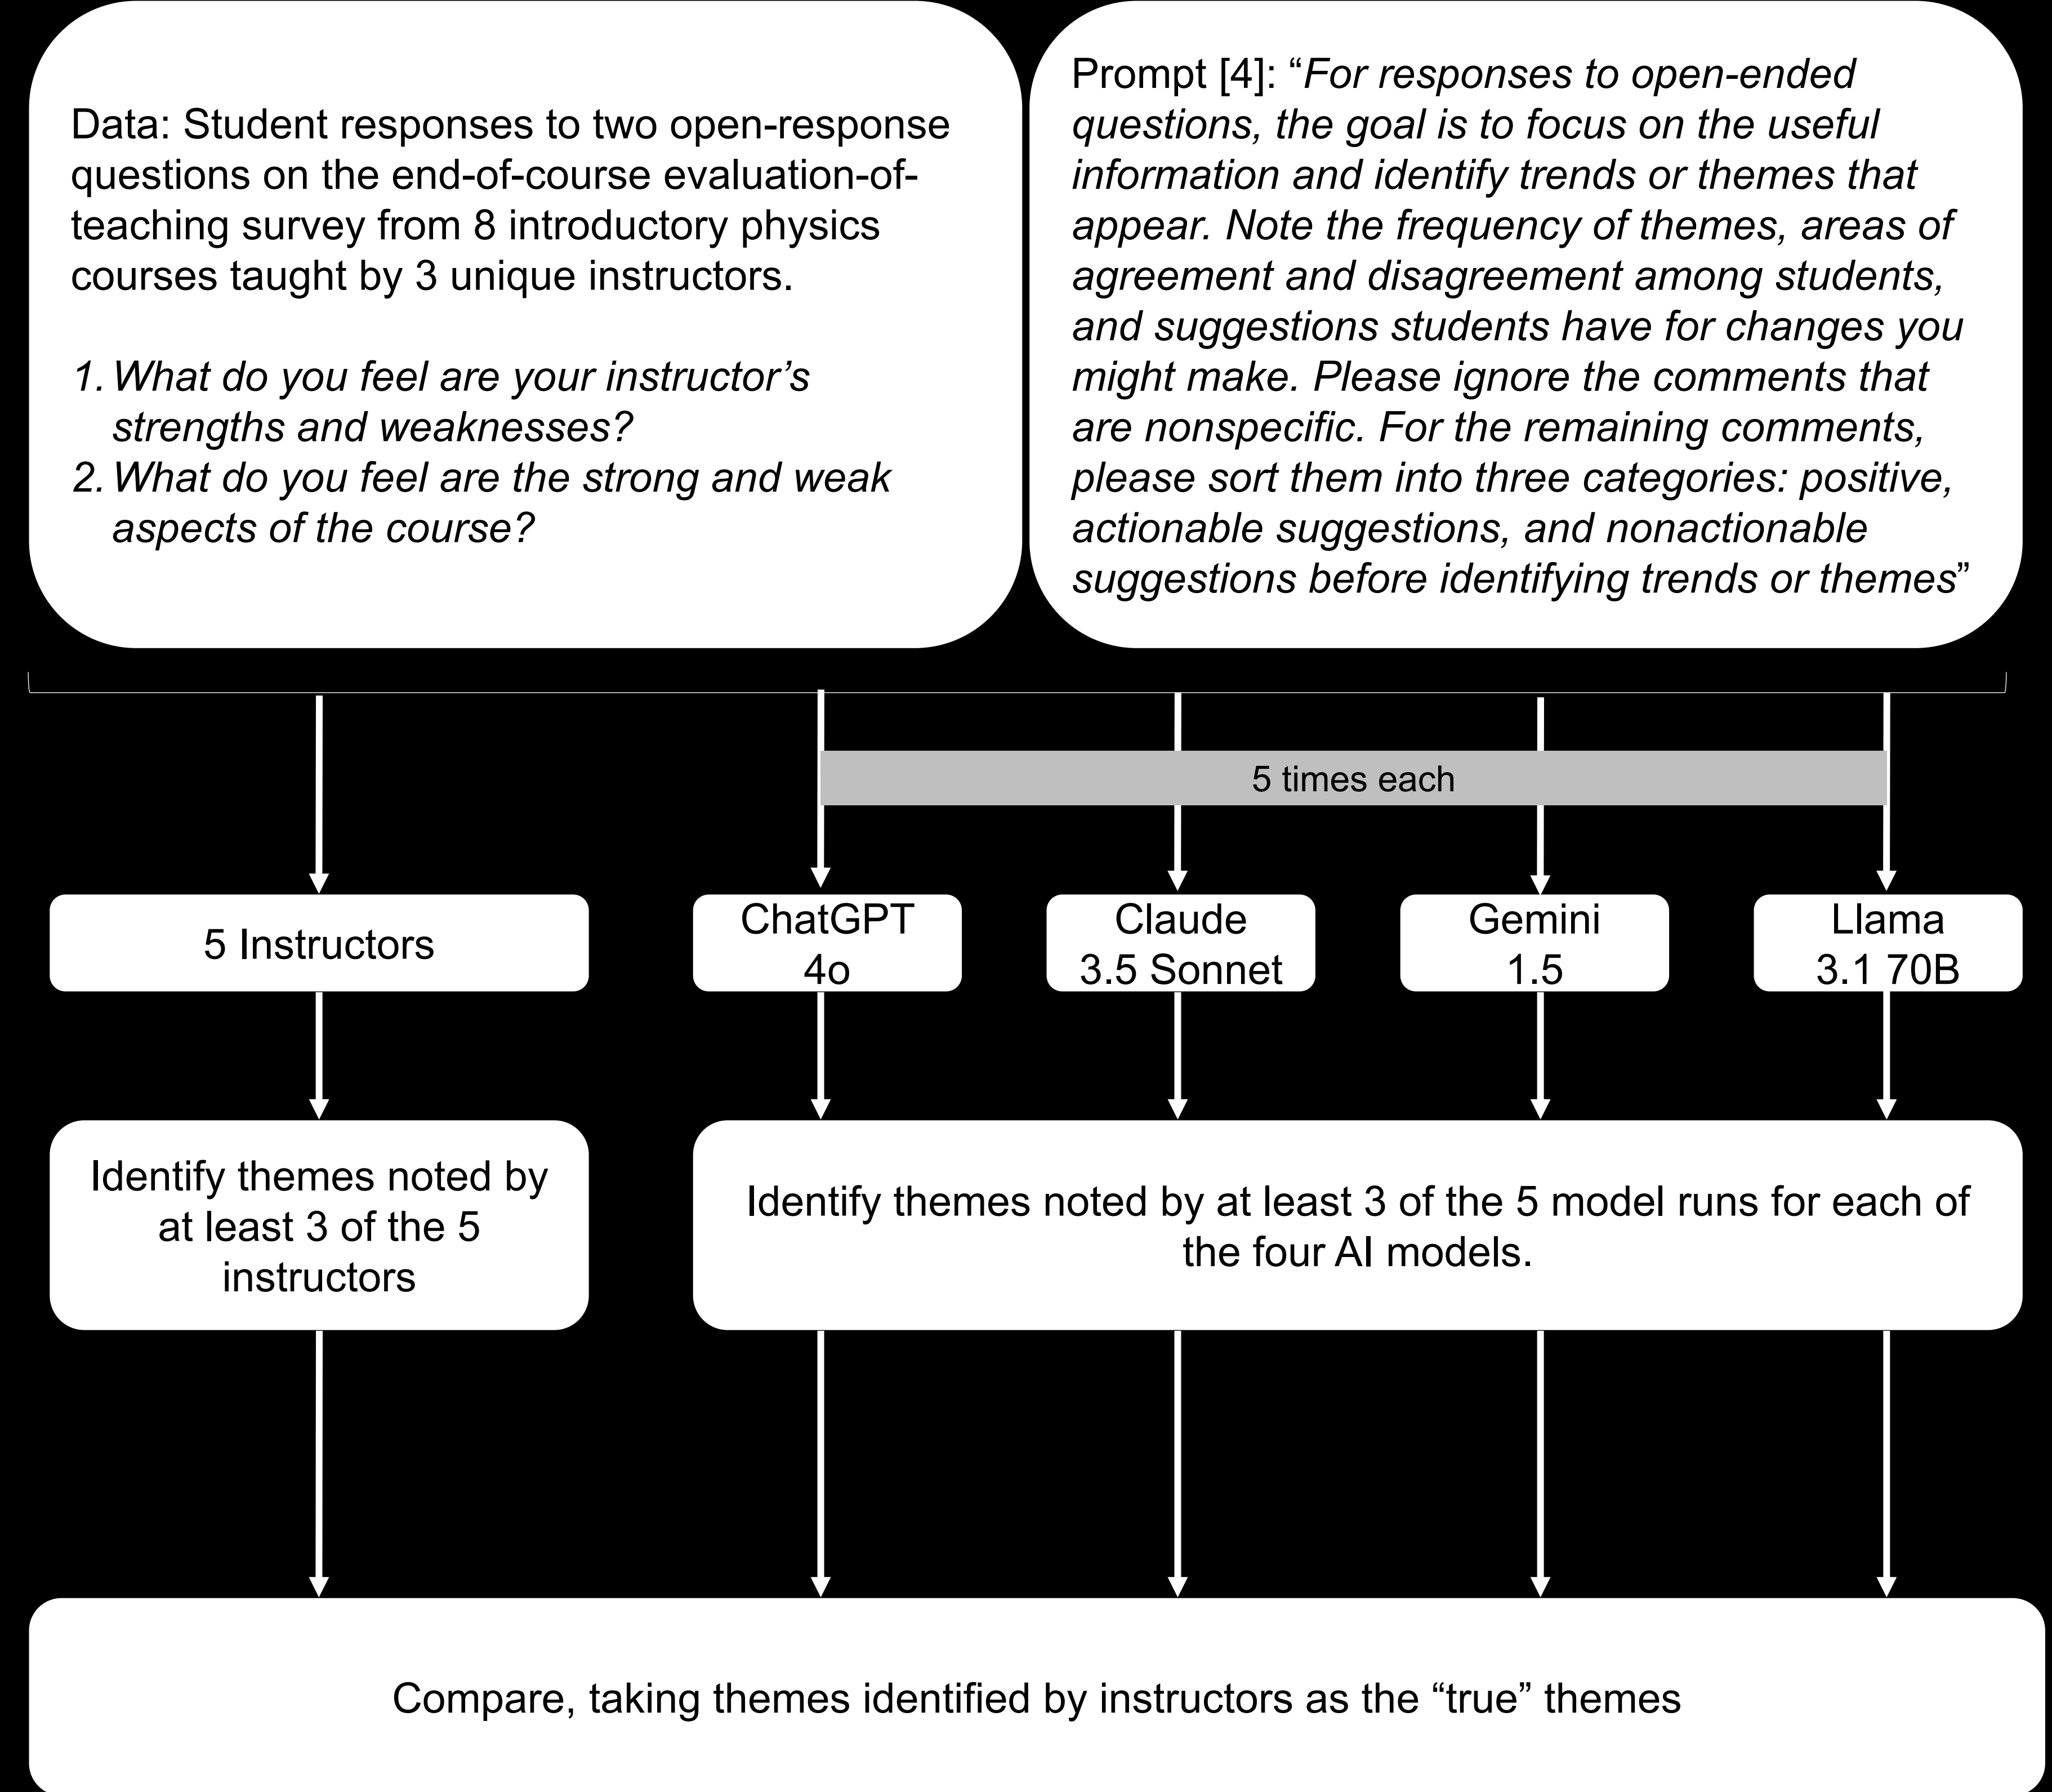 Data: Student responses to two open-response
questions on the end-of-course evaluation-of-
teaching survey from 8 introductory physics
courses taught by 3 unique instructors.
1. What do you feel are your instructor’s
strengths and weaknesses?
2. What do you feel are the strong and weak
aspects of the course?
Prompt [4]: “For responses to open-ended
questions, the goal is to focus on the useful
information and identify trends or themes that
appear. Note the frequency of themes, areas of
agreement and disagreement among students,
and suggestions students have for changes you
might make. Please ignore the comments that
are nonspecific. For the remaining comments,
please sort them into three categories: positive,
actionable suggestions, and nonactionable
suggestions before identifying trends or themes”
5 times each
5 Instructors
ChatGPT
4o
Claude
3.5 Sonnet
Gemini
1.5
Llama
3.1 70B
Identify themes noted by
at least 3 of the 5
instructors
Identify themes noted by at least 3 of the 5 model runs for each of
the four AI models.
Compare, taking themes identified by instructors as the “true” themes